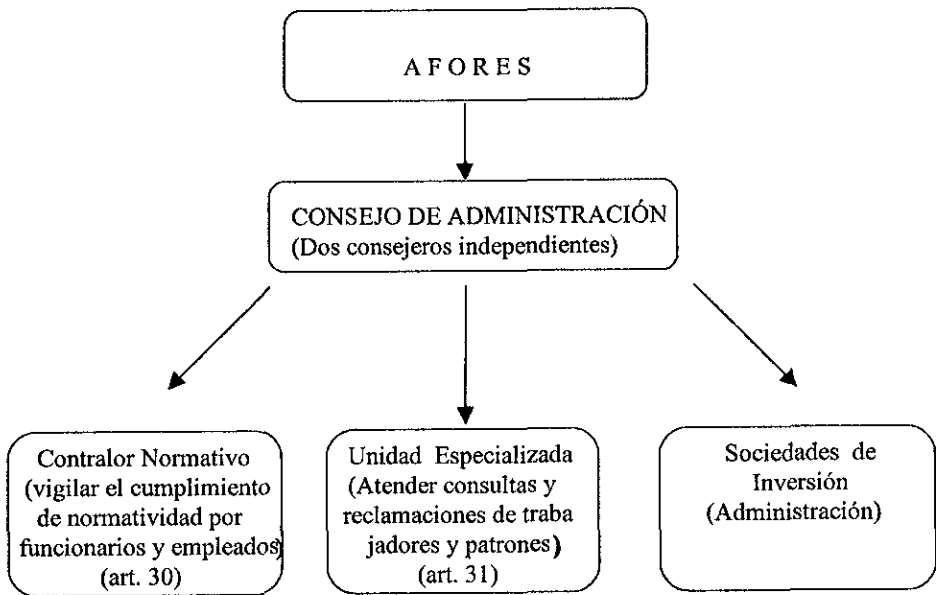 A F O R E S
CONSEJO DE ADMINISTRACIÓN
(Dos consejeros independientes)
Contralor Normativo
(vigilar el cumplimiento
de normatividad por
funcionarios y empleados)
(art. 30)
Unidad Especializada
(Atender consultas y
reclamaciones de traba
jadores y patrones)
(art. 31)
Sociedades de
Inversión
(Administración)